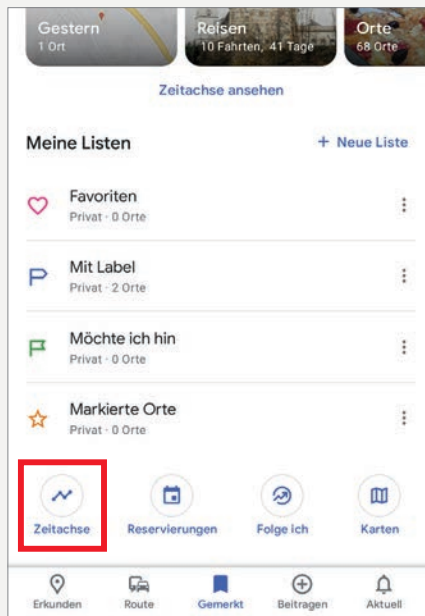 Gestern
1 Ort
Reisen
10 Fahrten, 41 Tage
Orte
68 Orte
Zeitachse ansehen
Meine Listen
+ Neue Liste
Favoriten
Privat · 0 Orte
Mit Label
Privat · 2 Orte
Möchte ich hin
Privat · 0 Orte
Markierte Orte
Privat · 0 Orte
Zeitachse
Reservierungen
Folge ich
Karten
Erkunden
Route
Gemerkt
Beitragen
Aktuell